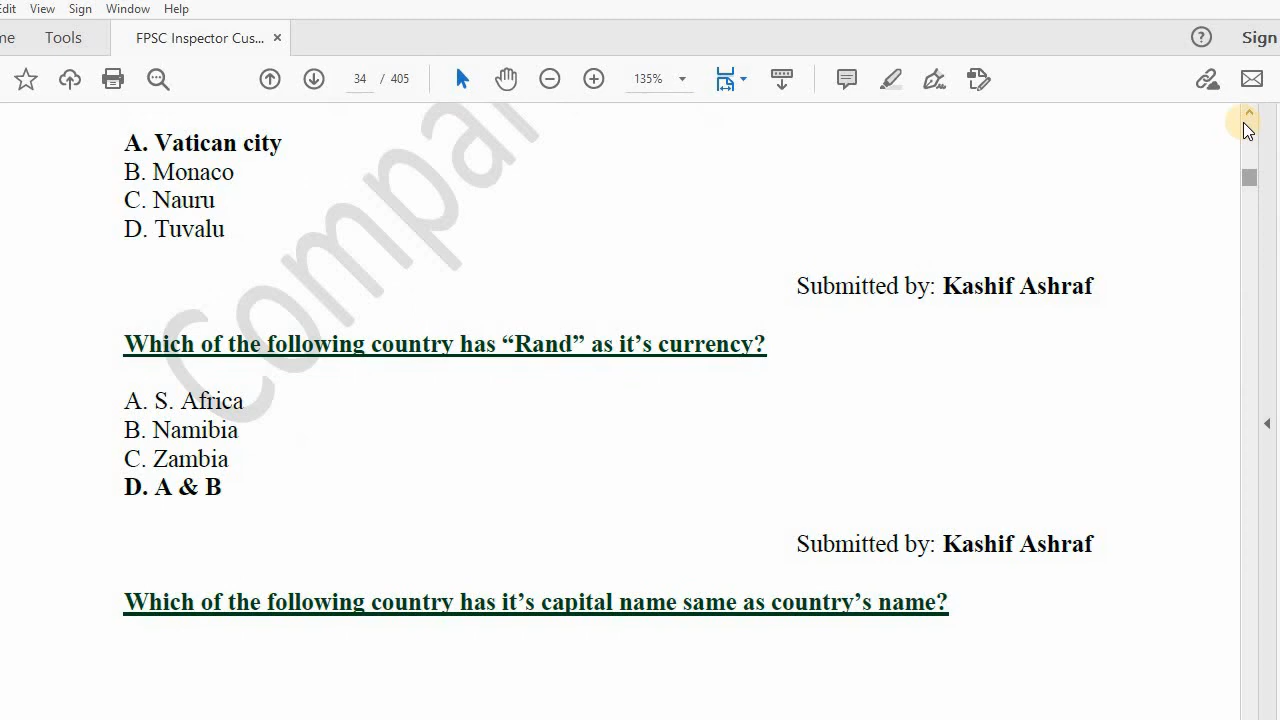 Edit View Sign Window Help
me Tools FPSC Inspector Cus... × ? Sign
34 / 405 135%
A. Vatican city
B. Monaco
C. Nauru
D. Tuvalu
Submitted by: Kashif Ashraf
Which of the following country has “Rand” as it’s currency?
A. S. Africa
B. Namibia
C. Zambia
D. A & B
Submitted by: Kashif Ashraf
Which of the following country has it’s capital name same as country’s name?
Compar